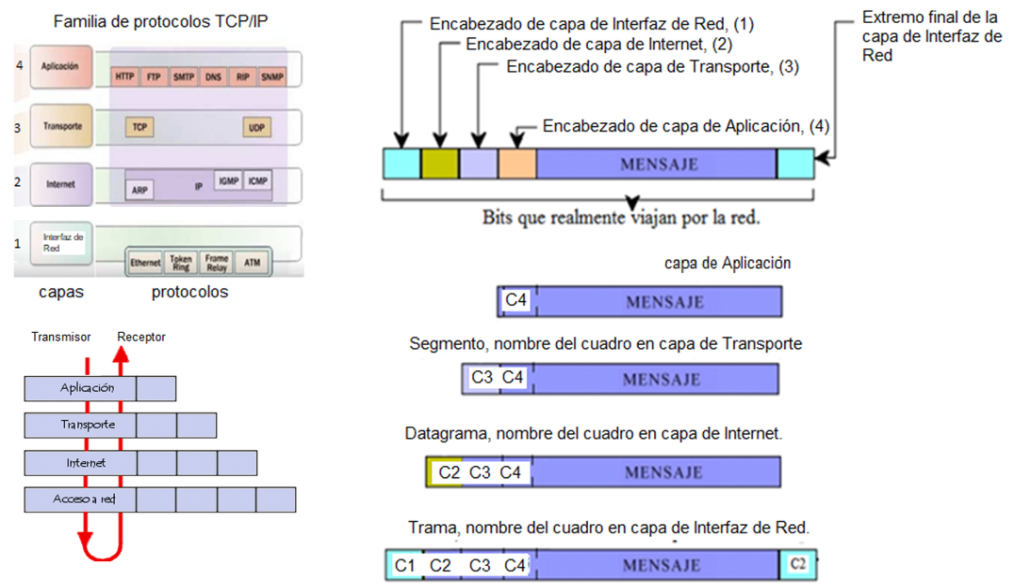 Familia de protocolos TCP/IP
4 Aplicación
HTTP FTP SMTP DNS RIP SNMP
3 Transporte
TCP UDP
2 Internet
ARP IP IGMP ICMP
1 Interfaz de
Red
Ethernet Token
Ring Frame
Relay ATM
capas protocolos
Transmisor Receptor
Aplicación
Transporte
Internet
Acceso a red
Encabezado de capa de Interfaz de Red, (1)
Encabezado de capa de Internet, (2)
Encabezado de capa de Transporte, (3)
Encabezado de capa de Aplicación, (4)
Extremo final de la
capa de Interfaz de
Red
MENSAJE
Bits que realmente viajan por la red.
capa de Aplicación
C4 MENSAJE
Segmento, nombre del cuadro en capa de Transporte
C3 C4 MENSAJE
Datagrama, nombre del cuadro en capa de Internet.
C2 C3 C4 MENSAJE
Trama, nombre del cuadro en capa de Interfaz de Red.
C1 C2 C3 C4 MENSAJE C2